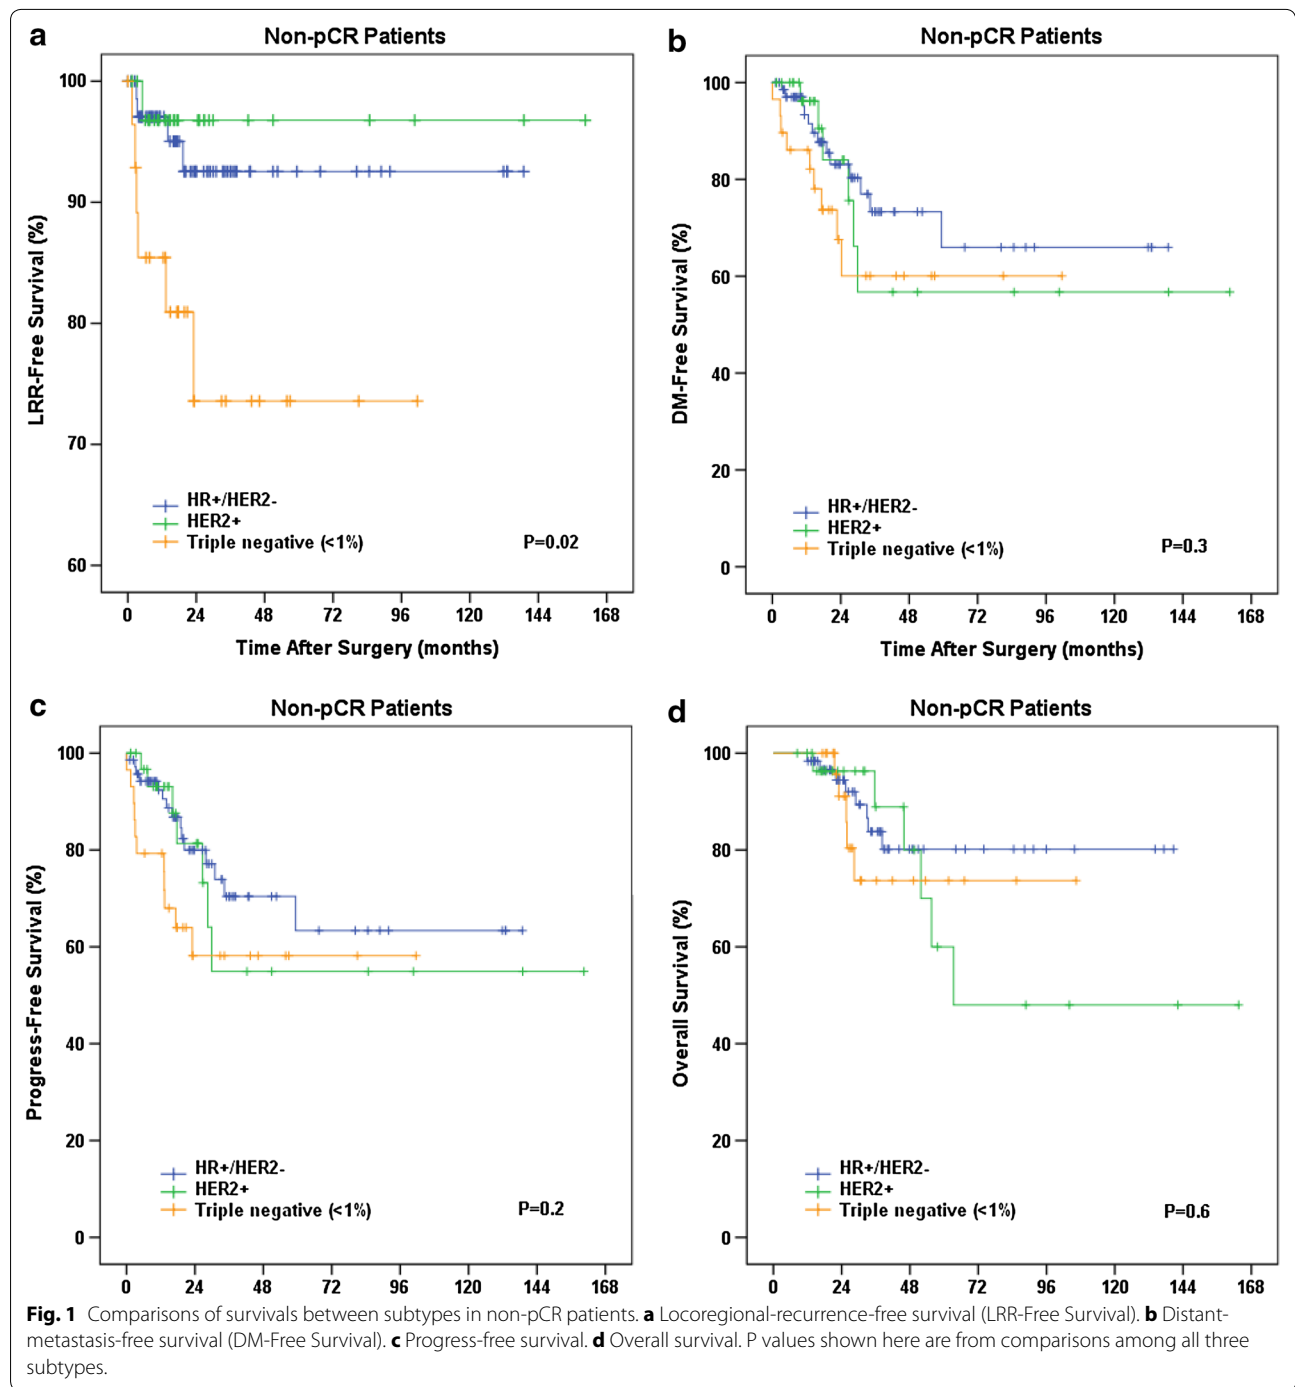 a
Non-pCR Patients
100
90
80
70
60
LRR-Free Survival (%)
HR+/HER2-
HER2+
Triple negative (<1%)
P=0.02
0 24 48 72 96 120 144 168
Time After Surgery (months)
b
Non-pCR Patients
100
80
60
40
20
0
DM-Free Survival (%)
HR+/HER2-
HER2+
Triple negative (<1%)
P=0.3
0 24 48 72 96 120 144 168
Time After Surgery (months)
c
Non-pCR Patients
100
80
60
40
20
0
Progress-Free Survival (%)
HR+/HER2-
HER2+
Triple negative (<1%)
P=0.2
0 24 48 72 96 120 144 168
d
Non-pCR Patients
100
80
60
40
20
0
Overall Survival (%)
HR+/HER2-
HER2+
Triple negative (<1%)
P=0.6
0 24 48 72 96 120 144 168
Fig. 1 Comparisons of survivals between subtypes in non-pCR patients. a Locoregional-recurrence-free survival (LRR-Free Survival). b Distant-
metastasis-free survival (DM-Free Survival). c Progress-free survival. d Overall survival. P values shown here are from comparisons among all three
subtypes.